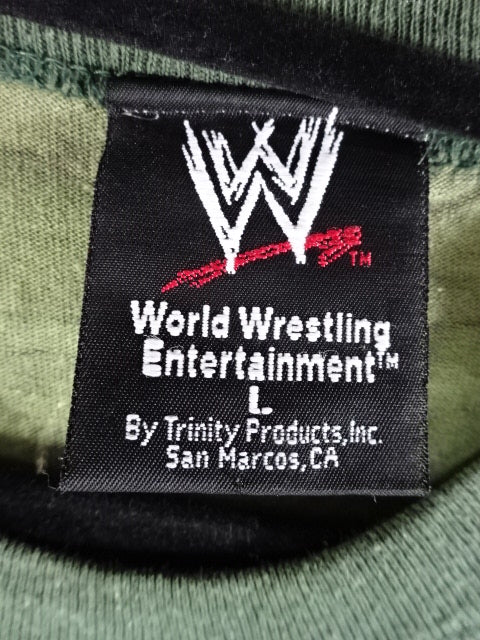 W
TM
World Wrestling
Entertainment™
L
By Trinity Products, Inc.
San Marcos, CA